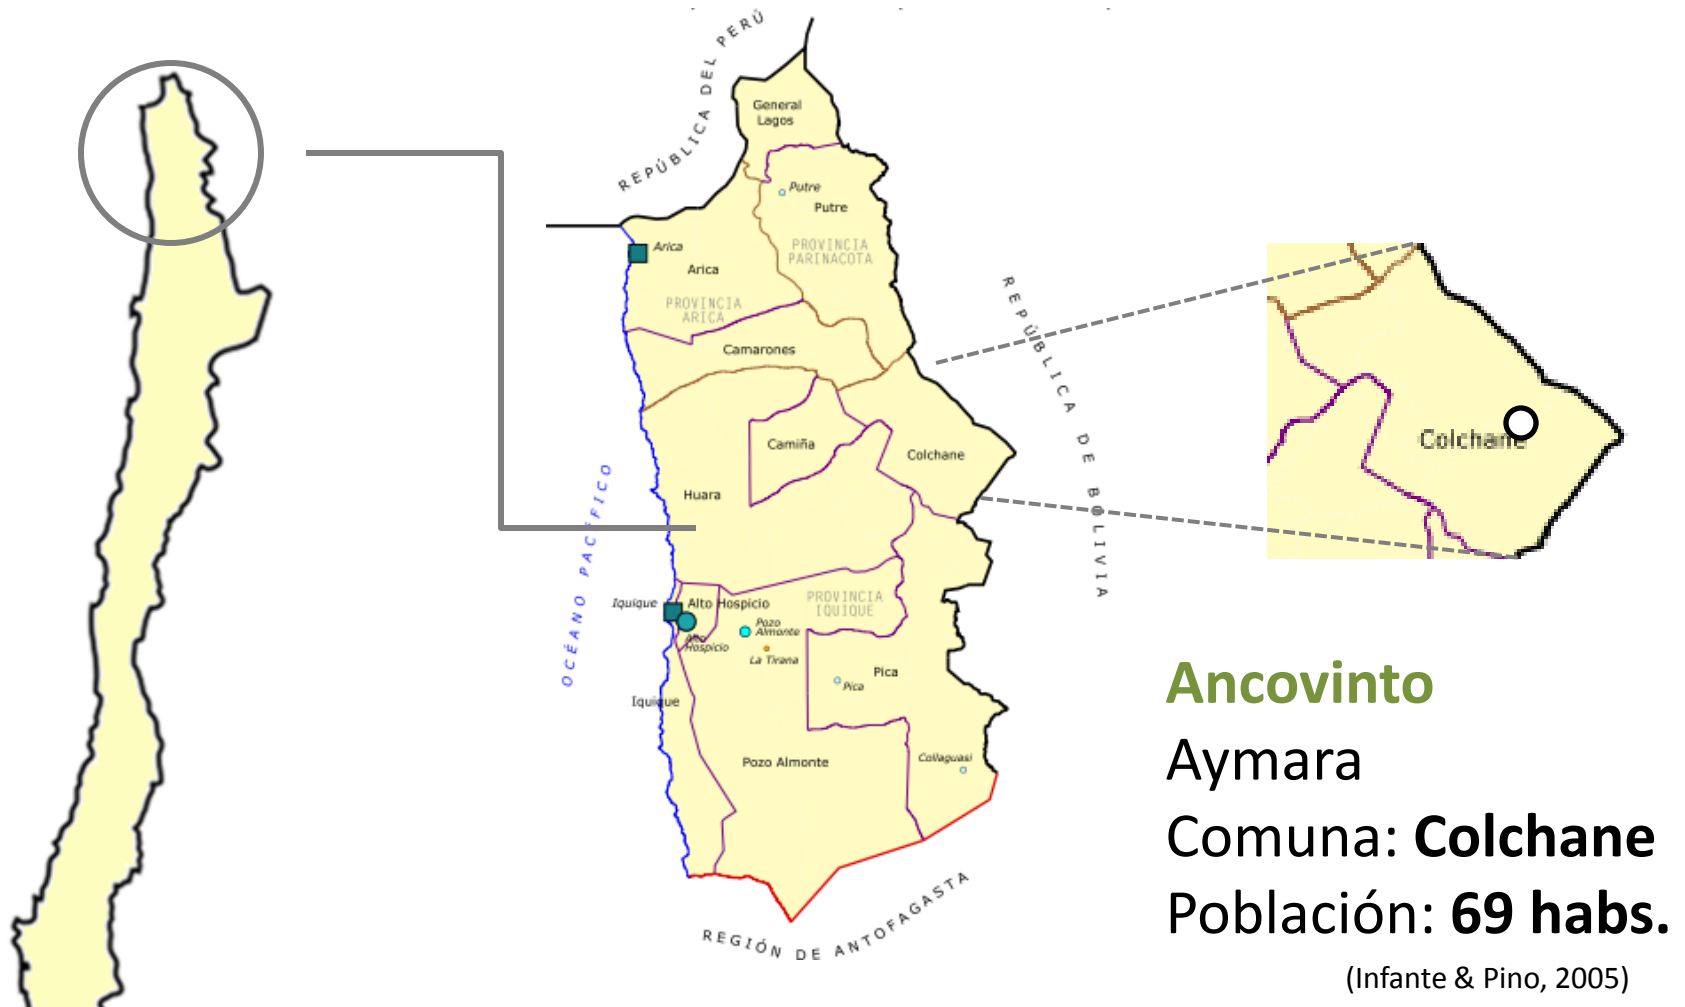 REPÚBLICA DEL PERÚ
General
Lagos
Putre
Putre
PROVINCIA
PARINACOTA
Arica
Arica
PROVINCIA
ARICA
Camarones
REPÚBLICA DE BOLIVIA
Camiña
Colchane
Huara
OCÉANO PACÍFICO
Iquique
Alto Hospicio
PROVINCIA
IQUIQUE
Alto
Hospicio
Pozo
Almonte
La Tirana
Pica
Pica
Iquique
Pozo Almonte
Collaguasi
REGIÓN DE ANTOFAGASTA
Colchane
Ancovinto
Aymara
Comuna: Colchane
Población: 69 habs.
(Infante & Pino, 2005)